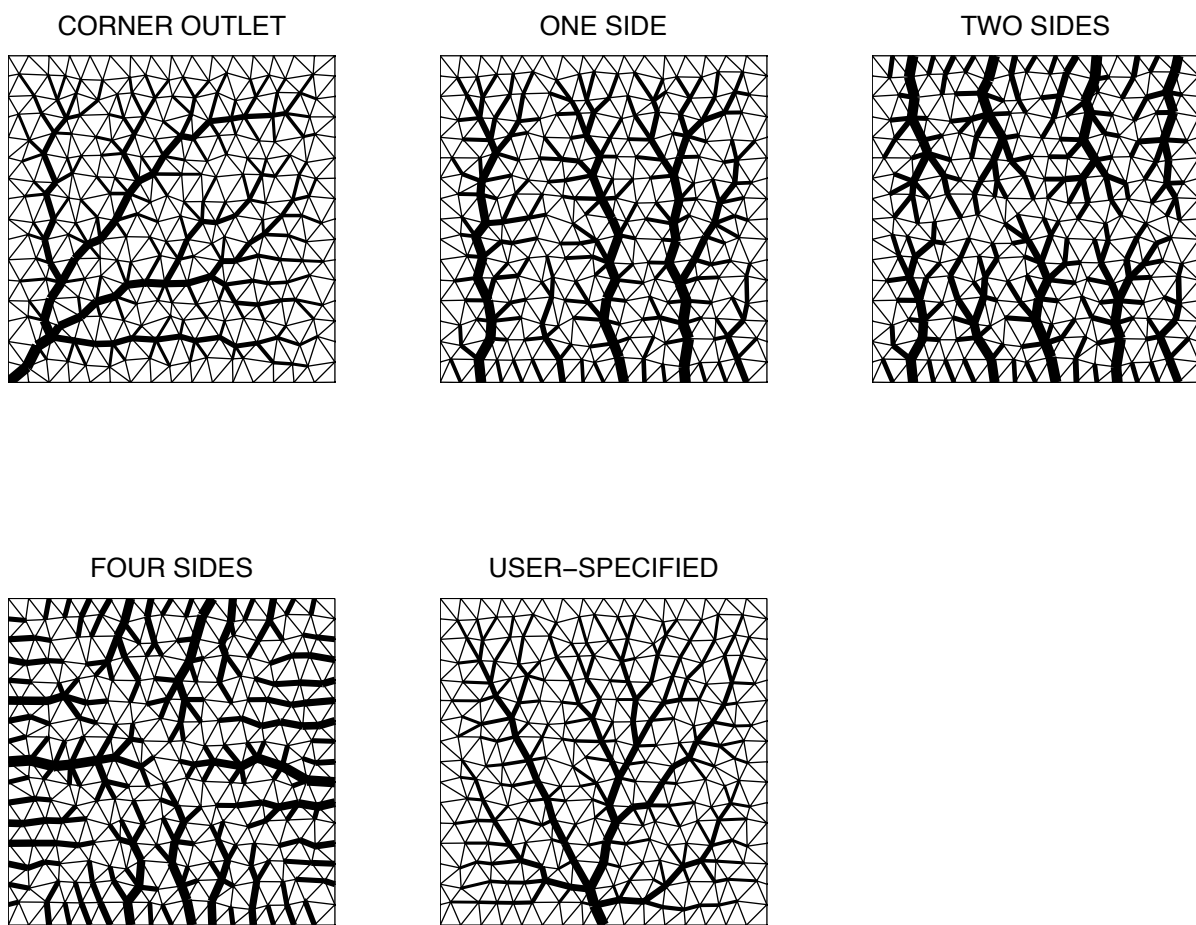 CORNER OUTLET
ONE SIDE
TWO SIDES
FOUR SIDES
USER−SPECIFIED